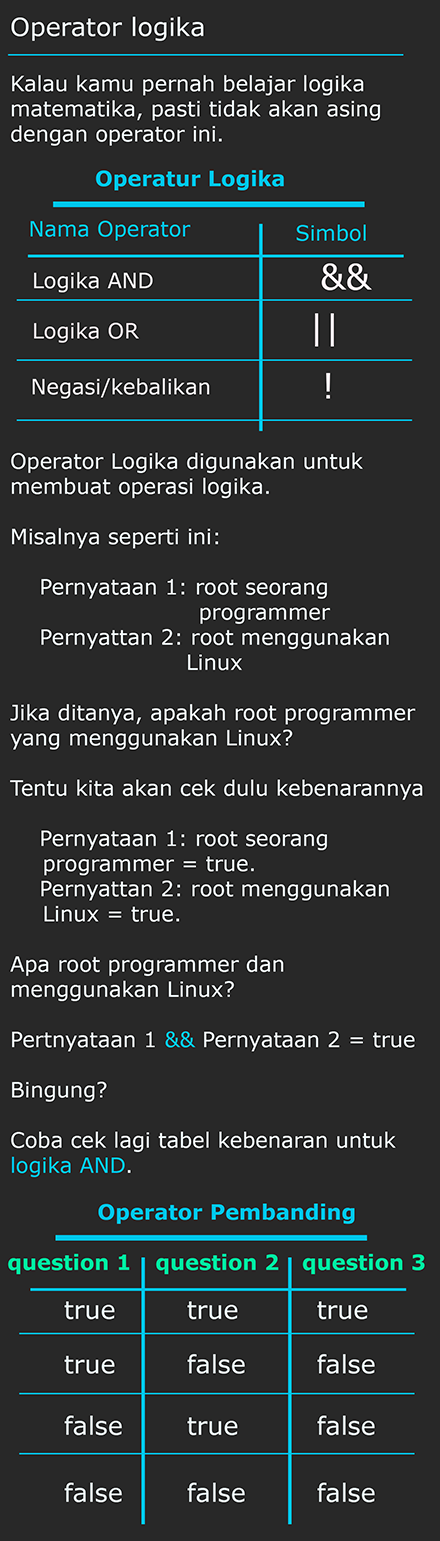 Operator logika
Kalau kamu pernah belajar logika
matematika, pasti tidak akan asing
dengan operator ini.
Operatur Logika
Nama Operator Simbol
Logika AND &&
Logika OR ||
Negasi/kebalikan !
Operator Logika digunakan untuk
membuat operasi logika.
Misalnya seperti ini:
Pernyataan 1: root seorang
programmer
Pernyattan 2: root menggunakan
Linux
Jika ditanya, apakah root programmer
yang menggunakan Linux?
Tentu kita akan cek dulu kebenarannya
Pernyataan 1: root seorang
programmer = true.
Pernyattan 2: root menggunakan
Linux = true.
Apa root programmer dan
menggunakan Linux?
Pertnyataan 1 && Pernyataan 2 = true
Bingung?
Coba cek lagi tabel kebenaran untuk
logika AND.
Operator Pembanding
question 1 question 2 question 3
true true true
true false false
false true false
false false false